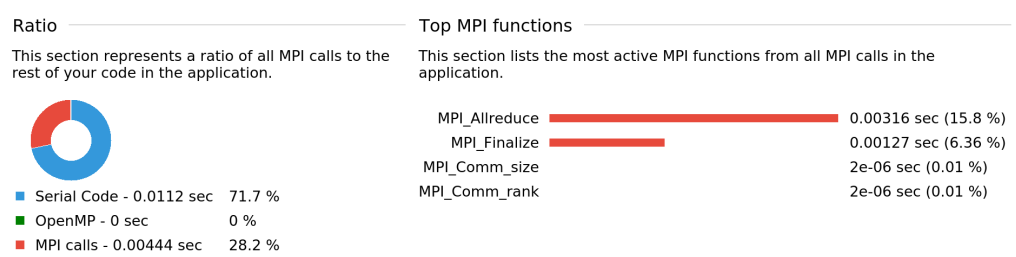 Ratio
This section represents a ratio of all MPI calls to the
rest of your code in the application.
Serial Code - 0.0112 sec 71.7 %
OpenMP - 0 sec 0 %
MPI calls - 0.00444 sec 28.2 %
Top MPI functions
This section lists the most active MPI functions from all MPI calls in the
application.
MPI_Allreduce 0.00316 sec (15.8 %)
MPI_Finalize 0.00127 sec (6.36 %)
MPI_Comm_size 2e-06 sec (0.01 %)
MPI_Comm_rank 2e-06 sec (0.01 %)